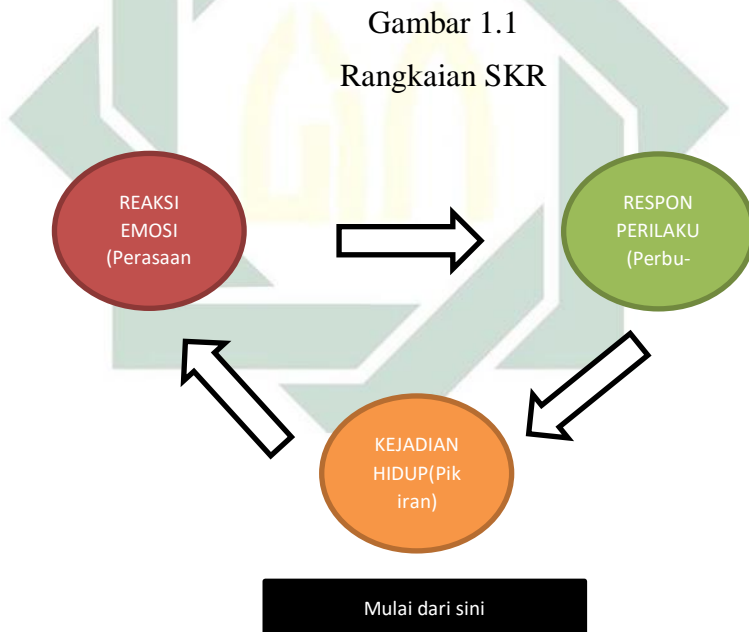 Gambar 1.1
Rangkaian SKR
REAKSI
EMOSI
(Perasaan
RESPON
PERILAKU
(Perbu-
KEJADIAN
HIDUP(Pik
iran)
Mulai dari sini